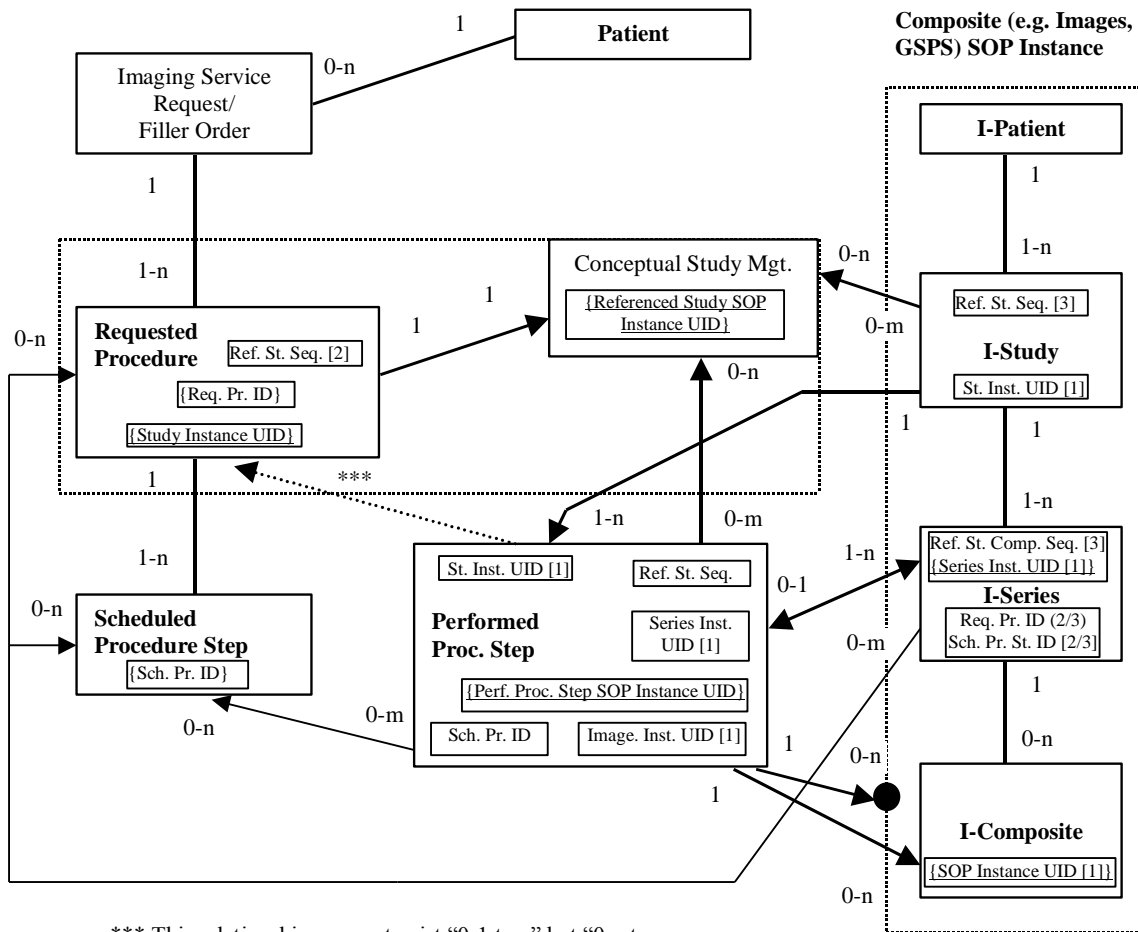 Composite (e.g. Images,
GSPS) SOP Instance
1
Patient
0-n
Imaging Service
Request/
Filler Order
I-Patient
1
1
1-n
1-n
0-n
Conceptual Study Mgt.
{Referenced Study SOP
Instance UID}
1
1
0-n
Requested
Procedure
Ref. St. Seq. [2]
{Req. Pr. ID}
{Study Instance UID}
0-m
0-n
Ref. St. Seq. [3]
I-Study
St. Inst. UID [1]
1
1
1
***
1-n
1-n
0-m
1-n
St. Inst. UID [1]
Ref. St. Seq.
Performed
Proc. Step
Series Inst.
UID [1]
{Perf. Proc. Step SOP Instance UID}
Sch. Pr. ID
Image. Inst. UID [1]
1-n
0-1
0-m
Ref. St. Comp. Seq. [3]
{Series Inst. UID [1]}
I-Series
Req. Pr. ID (2/3)
Sch. Pr. St. ID [2/3]
0-n
Scheduled
Procedure Step
{Sch. Pr. ID}
0-n
0-m
1
0-n
1
0-n
1
I-Composite
{SOP Instance UID [1]}
0-n